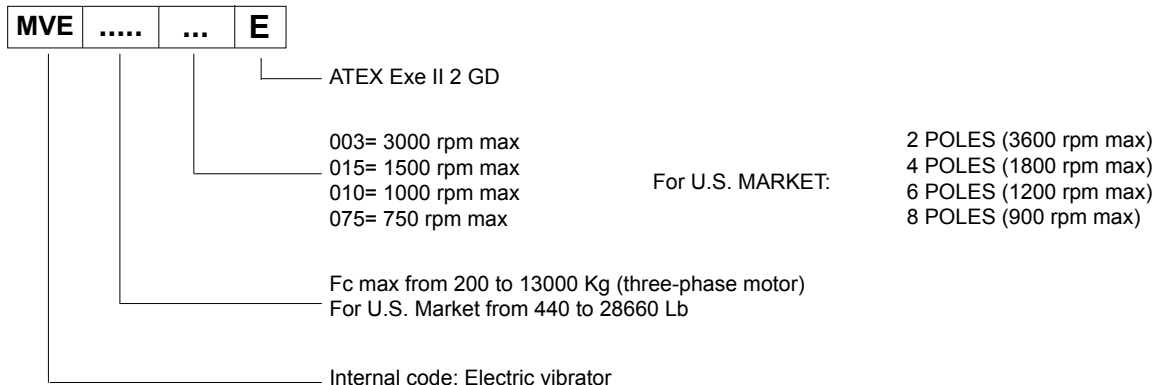 MVE ..... ... E
ATEX Exe II 2 GD
003= 3000 rpm max
015= 1500 rpm max
010= 1000 rpm max
075= 750 rpm max
For U.S. MARKET:
2 POLES (3600 rpm max)
4 POLES (1800 rpm max)
6 POLES (1200 rpm max)
8 POLES (900 rpm max)
Fc max from 200 to 13000 Kg (three-phase motor)
For U.S. Market from 440 to 28660 Lb
Internal code: Electric vibrator